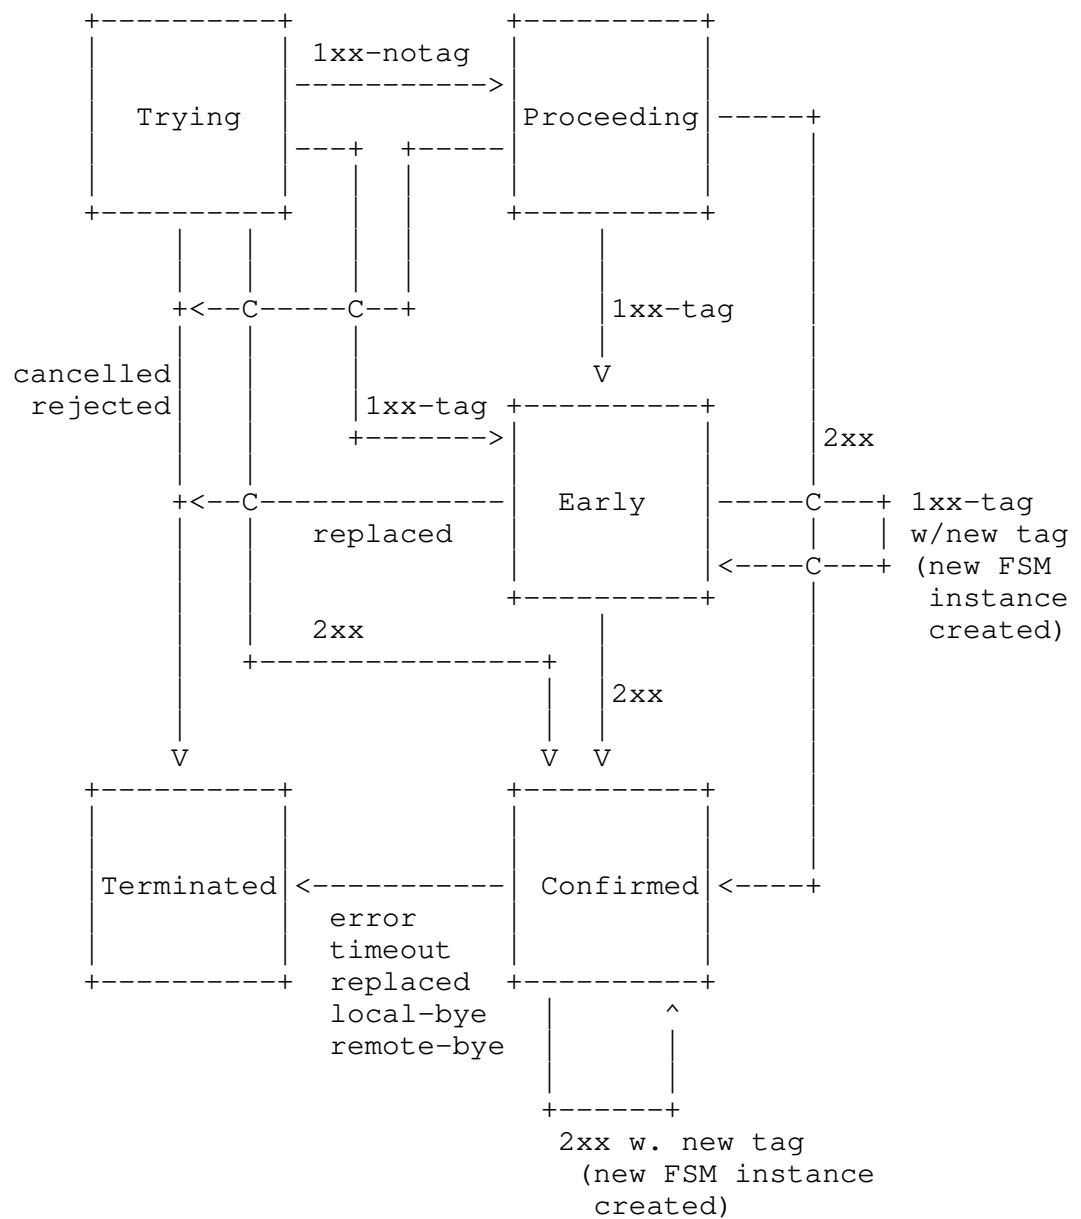 1xx-notag
Trying
Proceeding
C C
1xx-tag
cancelled
rejected
1xx-tag
2xx
Early
C
C
1xx-tag
replaced
w/new tag
C
(new FSM
instance
created)
2xx
2xx
V
V V
Terminated
Confirmed
error
timeout
replaced
local-bye
remote-bye
2xx w. new tag
(new FSM instance
created)